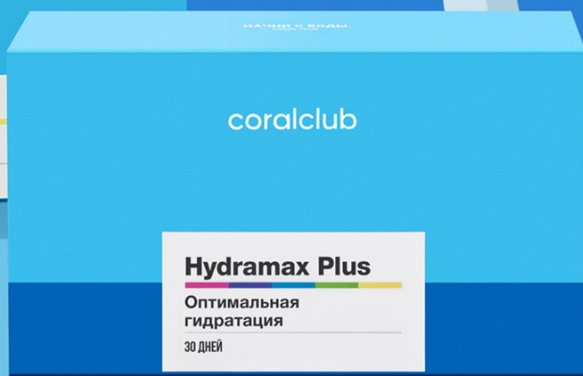 НАЧНИ С ВОДЫ
coralclub
Hydramax Plus
Оптимальная
гидратация
30 ДНЕЙ